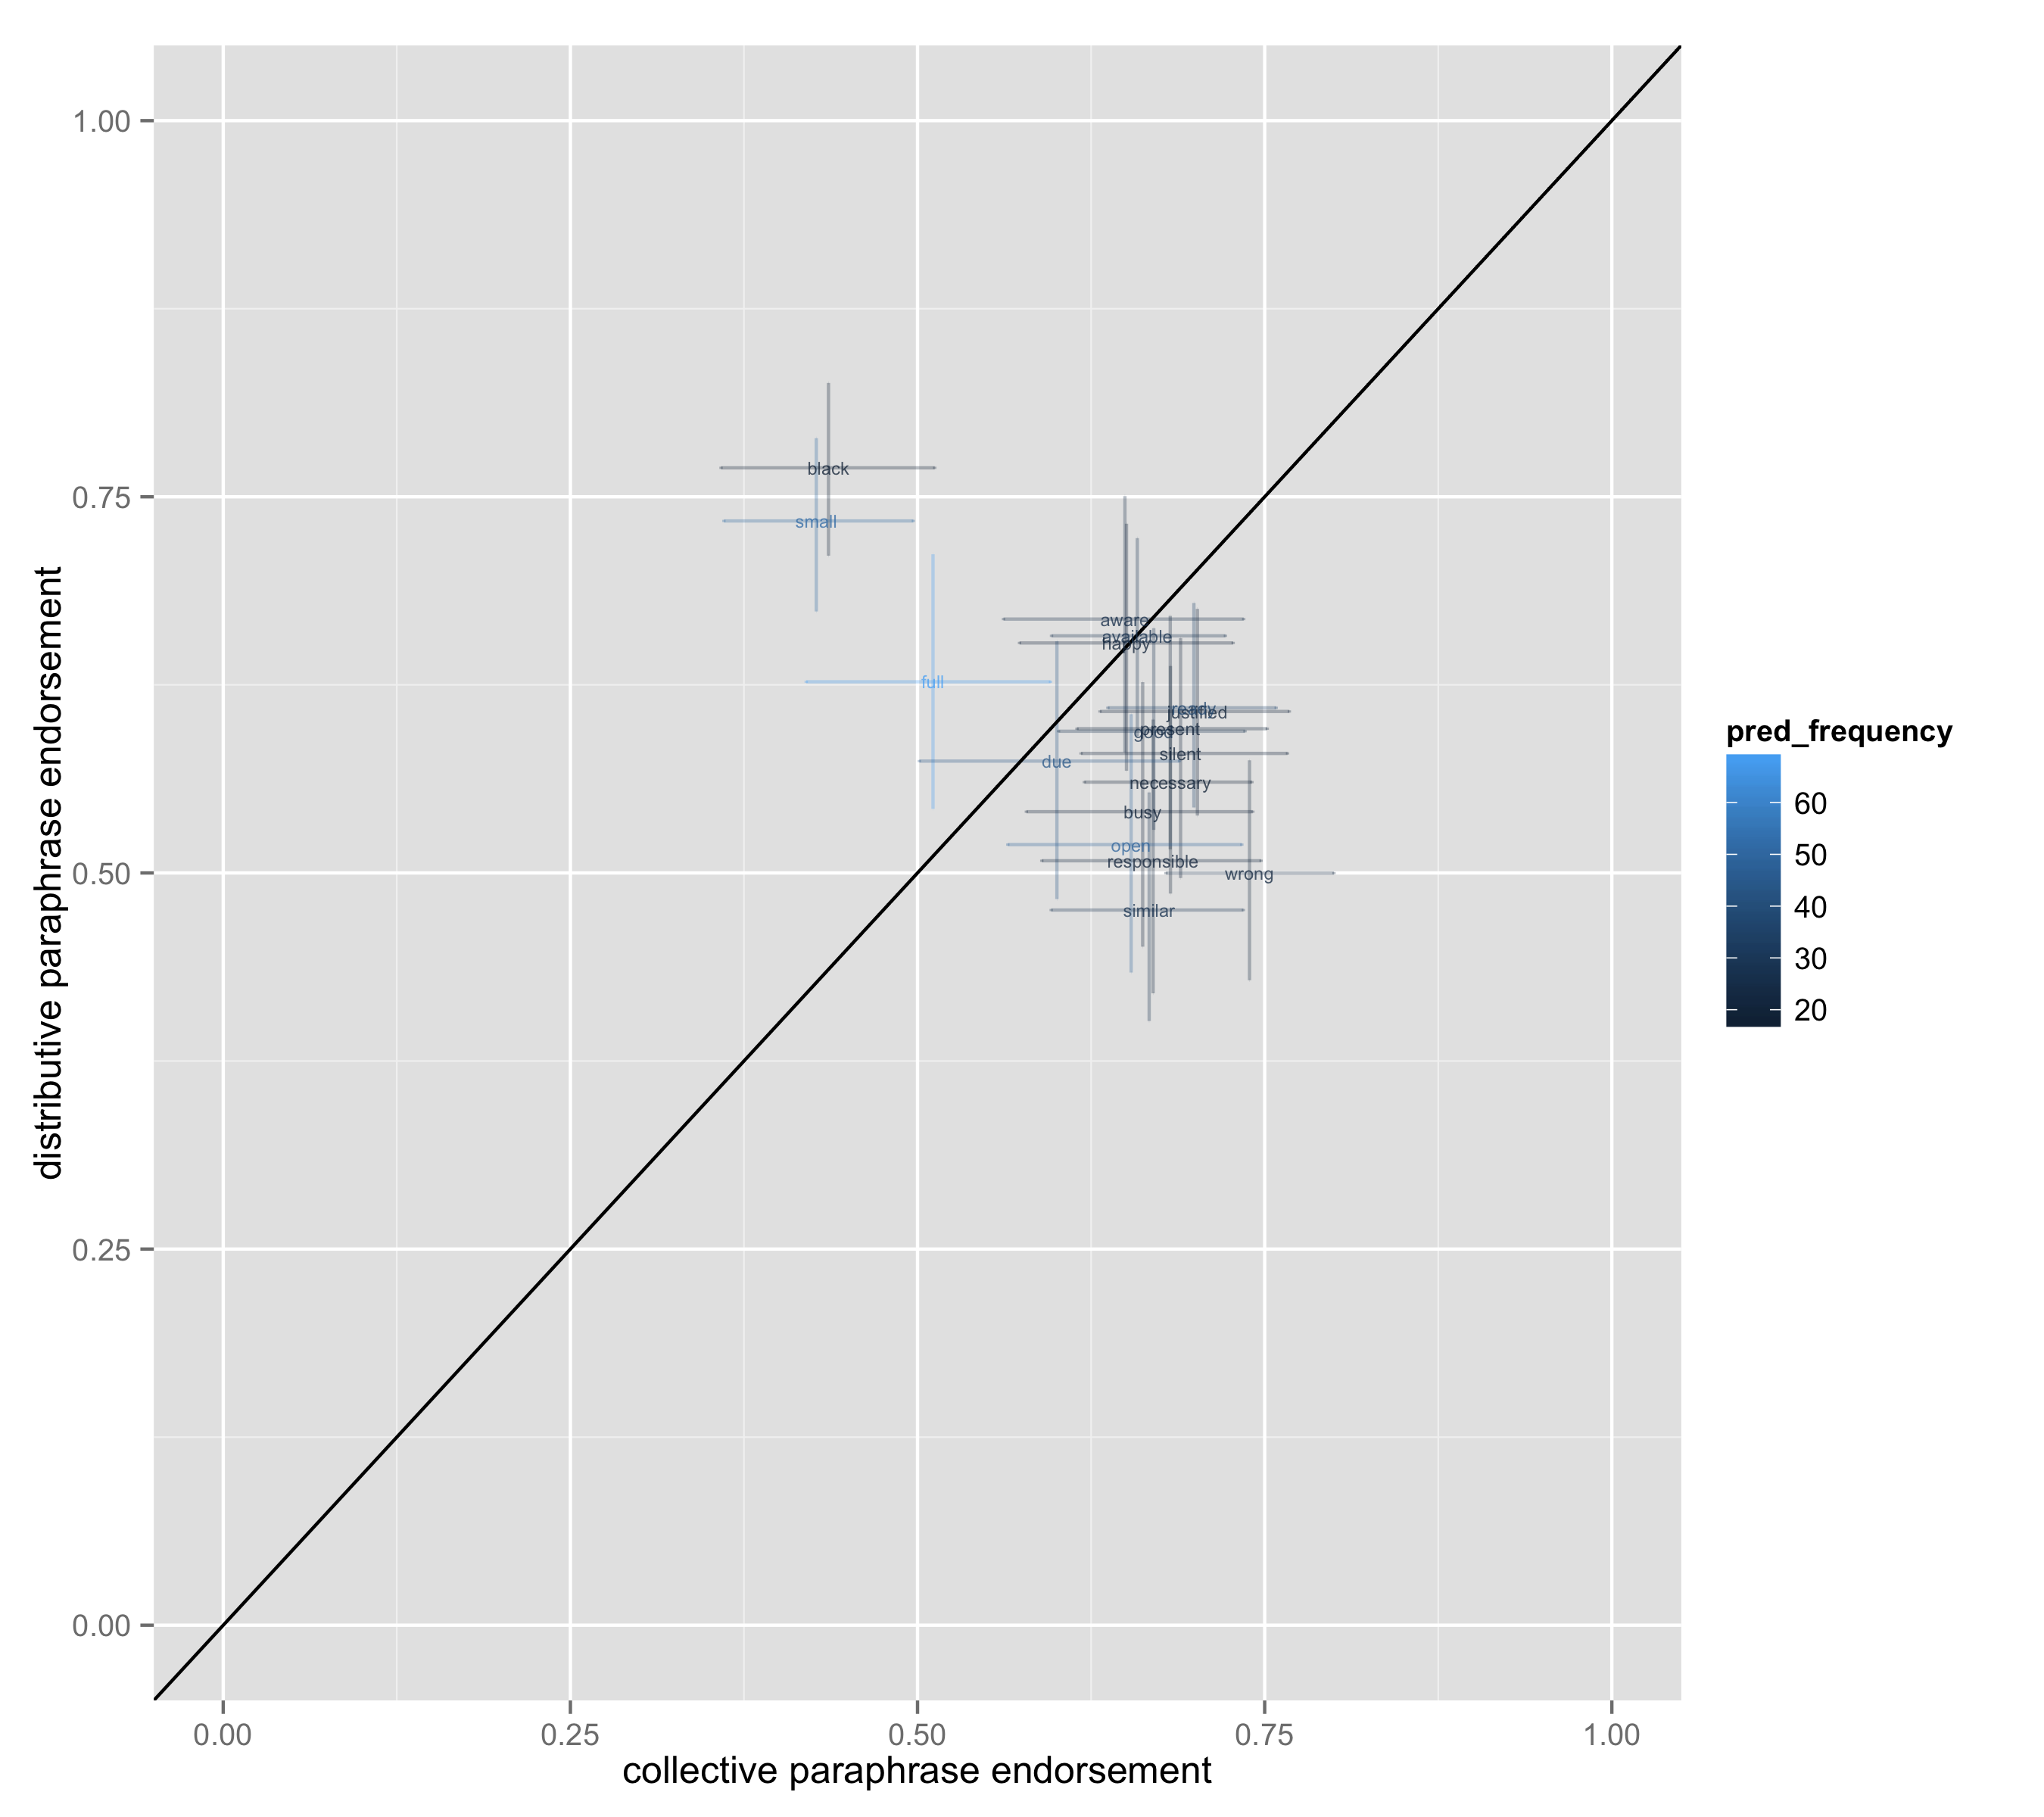 1.00
0.75
0.50
0.25
0.00
distributive paraphrase endorsement
black
small
aware
available
happy
full
ready
justified
present
good
silent
due
necessary
busy
open
responsible
wrong
similar
0.00
0.25
0.50
0.75
1.00
collective paraphrase endorsement
pred_frequency
60
50
40
30
20